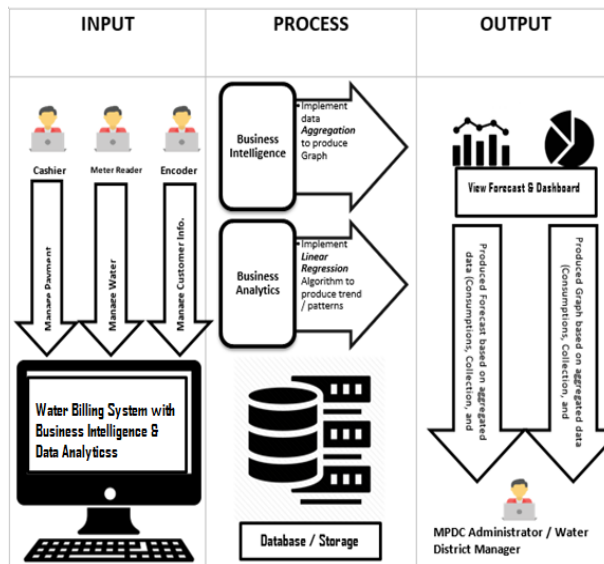 INPUT
PROCESS
OUTPUT
Cashier
Meter Reader
Encoder
Manage Payment
Manage Water
Manage Customer Info.
Water Billing System with
Business Intelligence &
Data Analyticss
Business
Intelligence
• Implement
data
Aggregation
to produce
Graph
Business
Analytics
• Implement
Linear
Regression
Algorithm to
produce trend
/ patterns
Database / Storage
View Forecast & Dashboard
Produced Forecast based on aggregated
data (Consumptions, Collection, and
Produced Graph based on aggregated data
(Consumptions, Collection, and
MPDC Administrator / Water
District Manager